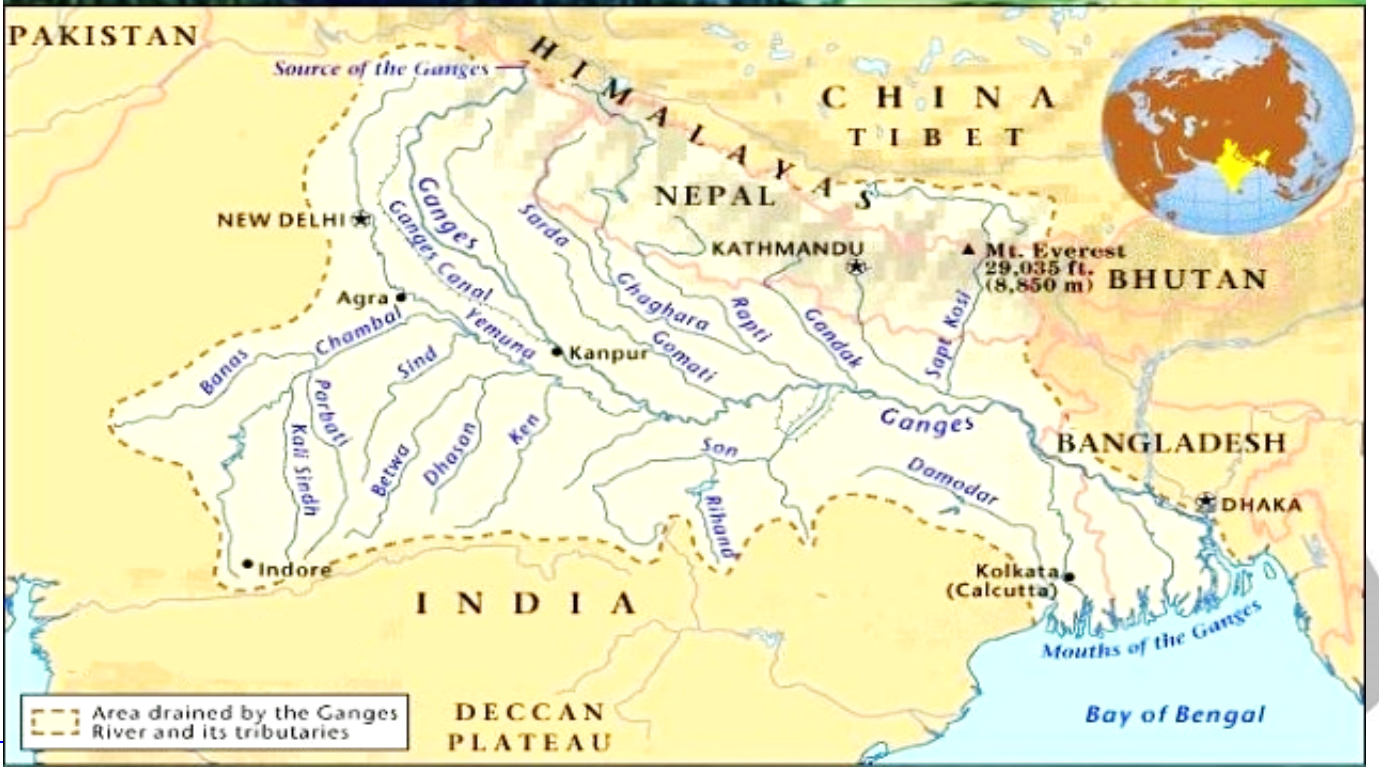 PAKISTAN
Source of the Ganges
HIMALAYAS
CHINA
TIBET
NEPAL
NEW DELHI
Ganges
Ganges Canal
Sarda
KATHMANDU
Mt. Everest
29,035 ft.
(8,850 m)
BHUTAN
Agra
Chambal
Yemuna
Ghaghara
Rapti
Gandak
Sapt Kosi
Banas
Sind
Kanpur
Gomati
Parbati
Kali Sindh
Betwa
Dhasan
Ken
Son
Ganges
BANGLADESH
Rihand
Damodar
DHAKA
Indore
Kolkata
(Calcutta)
INDIA
Mouths of the Ganges
Area drained by the Ganges
River and its tributaries
DECCAN
PLATEAU
Bay of Bengal